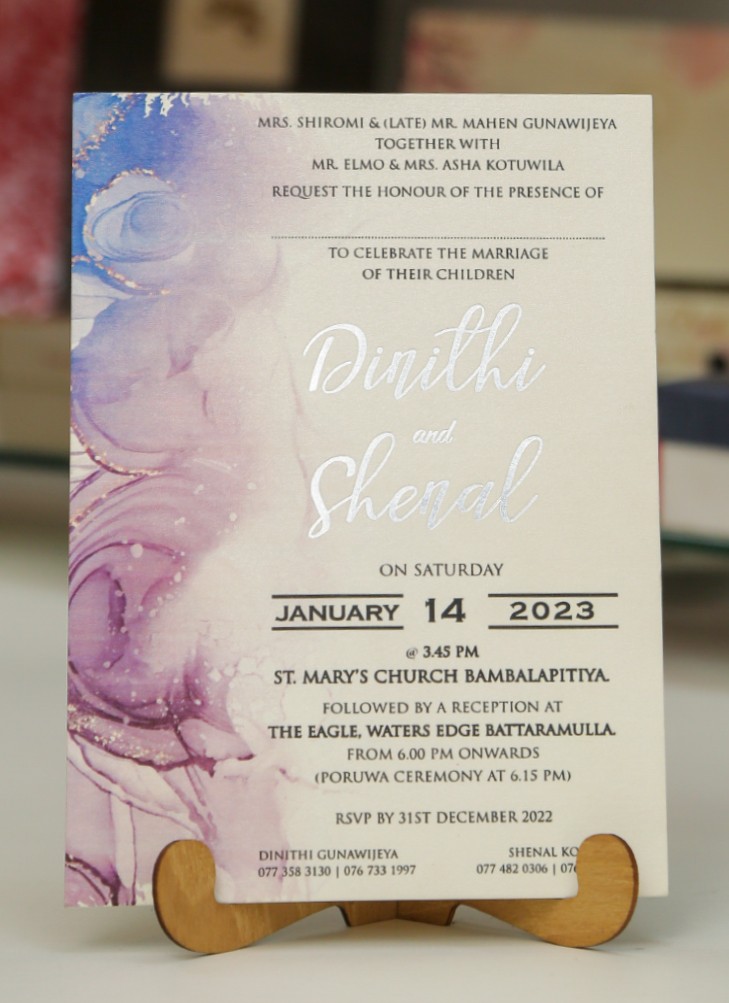 MRS. SHIROMI & (LATE) MR. MAHEN GUNAWIJEYA
TOGETHER WITH
MR. ELMO & MRS. ASHA KOTUWILA
REQUEST THE HONOUR OF THE PRESENCE OF
TO CELEBRATE THE MARRIAGE
OF THEIR CHILDREN
Dinithi
and
Shenal
ON SATURDAY
JANUARY 14 2023
@ 3.45 PM
ST. MARY'S CHURCH BAMBALAPITIYA.
FOLLOWED BY A RECEPTION AT
THE EAGLE, WATERS EDGE BATTARAMULLA.
FROM 6.00 PM ONWARDS
(PORUWA CEREMONY AT 6.15 PM)
RSVP BY 31ST DECEMBER 2022
DINITHI GUNAWIJEYA SHENAL
077 358 3130 | 076 733 1997 077 482 0306 |